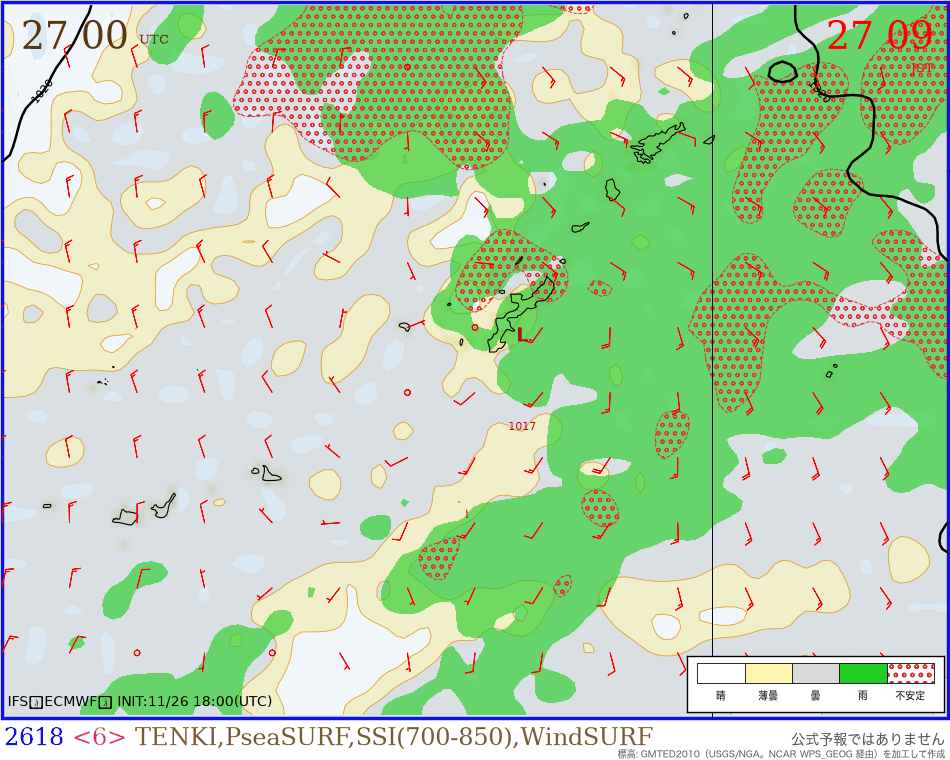 27 00 UTC
27 09
JST
1020
L
1017
IFS ECMWF INIT:11/26 18:00(UTC)
晴 薄曇 曇 雨 不安定
2618 <6> TENKI,PseaSURF,SSI(700-850),WindSURF
公式予報ではありません
標高: GMTED2010（USGS/NGA。NCAR WPS_GEOG 経由）を加工して作成